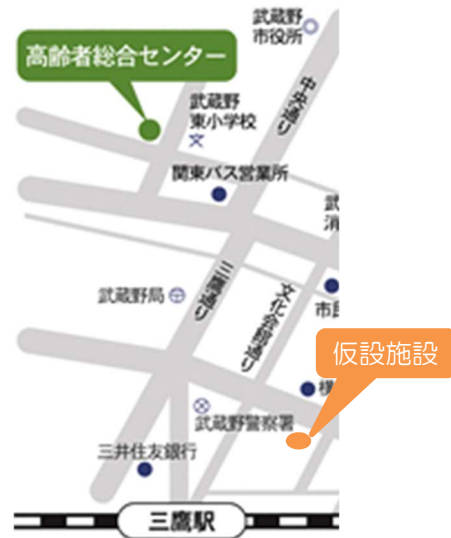 武蔵野
市役所
高齢者総合センター
中央通り
武蔵野
東小学校
文
関東バス営業所
武
消
三鷹通り
武蔵野局
文化会館通り
市民
仮設施設
横
武蔵野警察署
三井住友銀行
三鷹駅